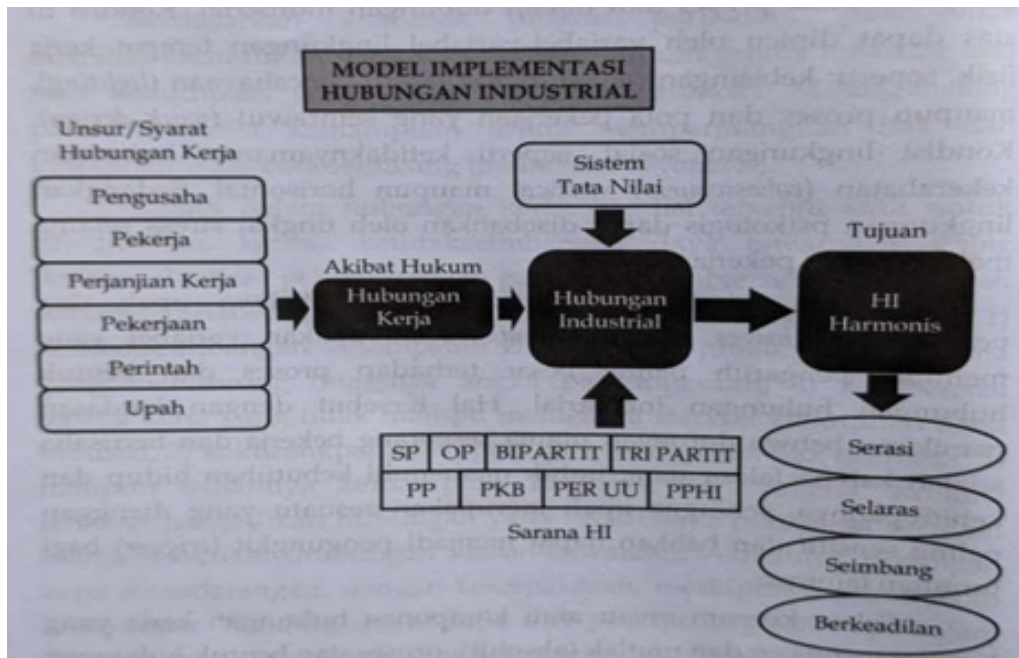 MODEL IMPLEMENTASI
HUBUNGAN INDUSTRIAL
Unsur/Syarat
Hubungan Kerja
Pengusaha
Pekerja
Perjanjian Kerja
Pekerjaan
Perintah
Upah
Akibat Hukum
Hubungan
Kerja
Sistem
Tata Nilai
Hubungan
Industrial
SP OP BIPARTIT TRI PARTIT
PP PKB PER UU PPHI
Sarana HI
Tujuan
HI
Harmonis
Serasi
Selaras
Seimbang
Berkeadilan